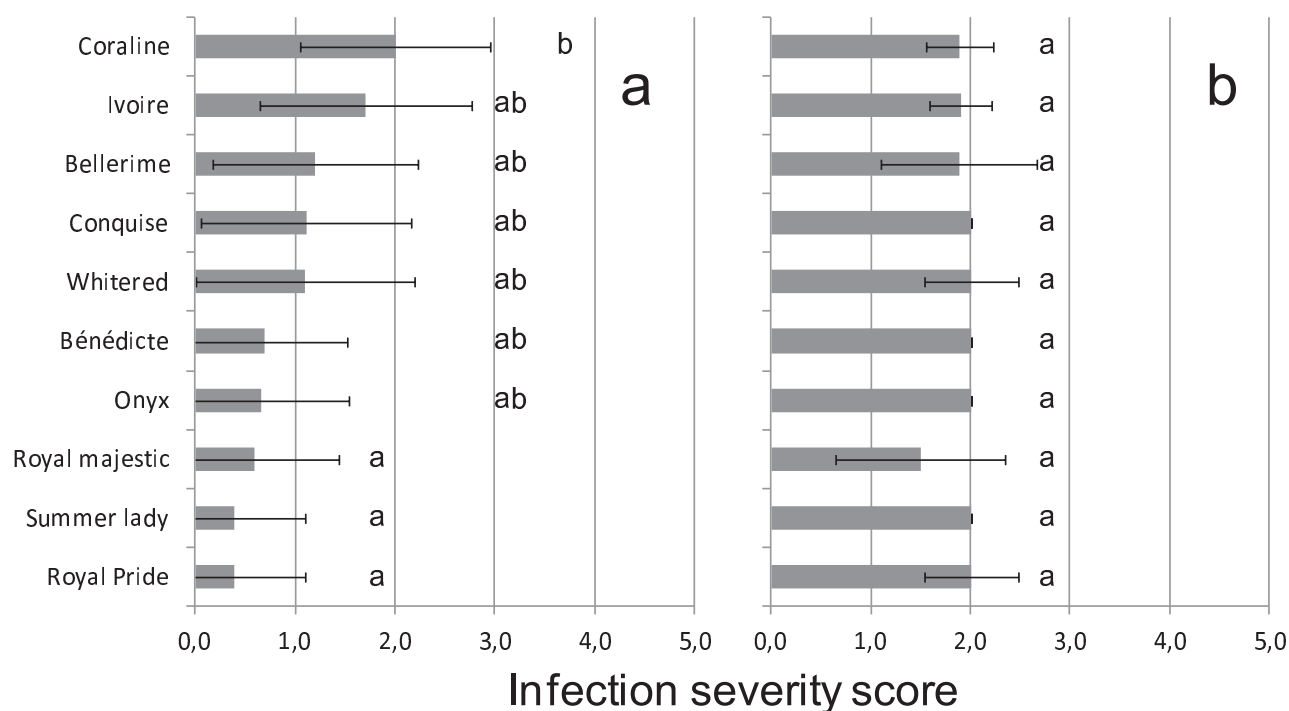 Coraline b a
Ivoire ab a
a b
Bellerime ab a
Conquise ab a
Whitered ab a
Bénédicte ab a
Onyx ab a
Royal majestic a a
Summer lady a a
Royal Pride a a
0,0 1,0 2,0 3,0 4,0 5,0 0,0 1,0 2,0 3,0 4,0 5,0
Infection severity score